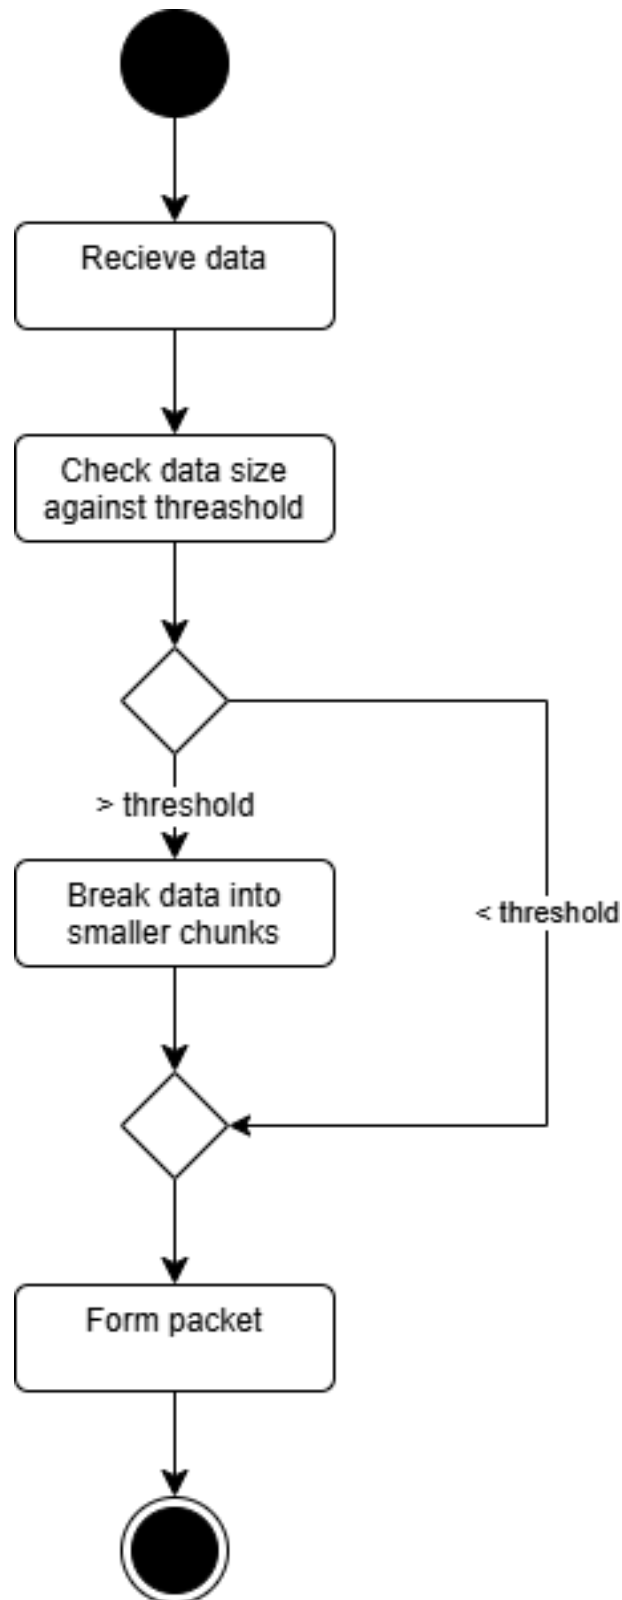 Recieve data
Check data size
against threashold
> threshold
Break data into
smaller chunks
< threshold
Form packet